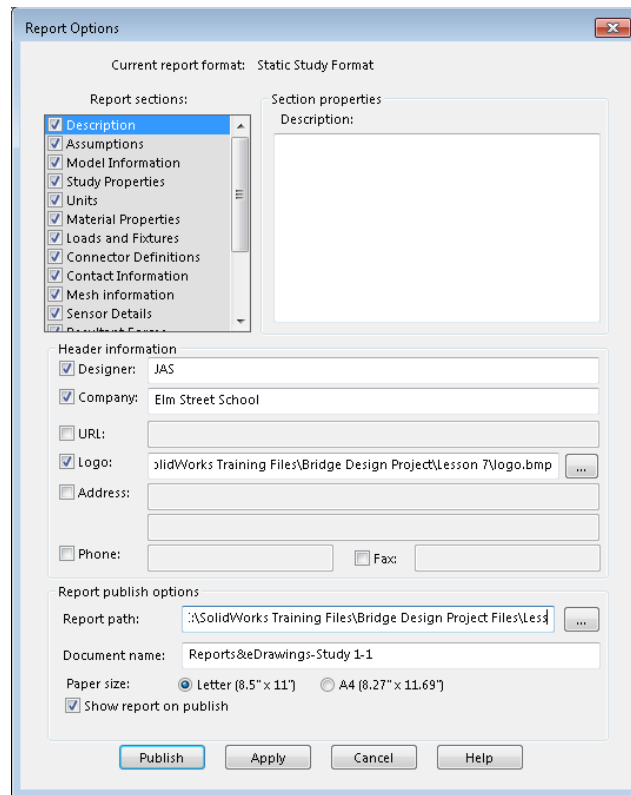 Report Options
Current report format: Static Study Format
Report sections:
Description
Assumptions
Model Information
Study Properties
Units
Material Properties
Loads and Fixtures
Connector Definitions
Contact Information
Mesh information
Sensor Details
Section properties
Description:
Header information
Designer: JAS
Company: Elm Street School
URL:
Logo: olidWorks Training Files\Bridge Design Project\Lesson 7\logo.bmp ...
Address:
Phone:
Fax:
Report publish options
Report path: :\SolidWorks Training Files\Bridge Design Project Files\Less ...
Document name: Reports&eDrawings-Study 1-1
Paper size: Letter (8.5" x 11") A4 (8.27" x 11.69")
Show report on publish
Publish Apply Cancel Help